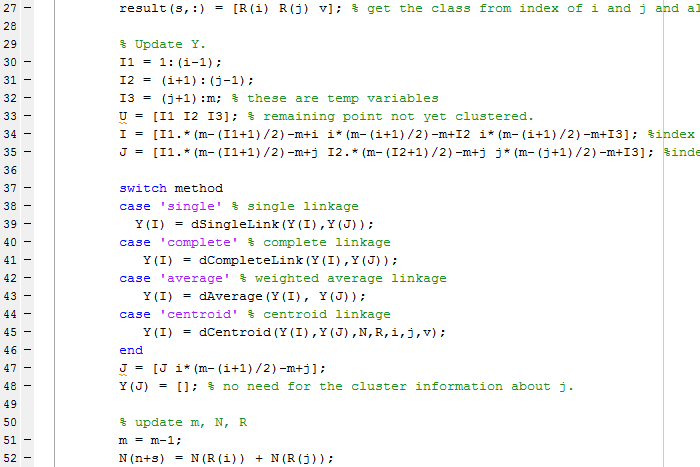 27 - result(s,:) = [R(i) R(j) v]; % get the class from index of i and j and al
28
29 % Update Y.
30 - I1 = 1:(i-1);
31 - I2 = (i+1):(j-1);
32 - I3 = (j+1):m; % these are temp variables
33 - U = [I1 I2 I3]; % remaining point not yet clustered.
34 - I = [I1.*(m-(I1+1)/2)-m+i i*(m-(i+1)/2)-m+I2 i*(m-(i+1)/2)-m+I3]; %index
35 - J = [I1.*(m-(I1+1)/2)-m+j I2.*(m-(I2+1)/2)-m+j j*(m-(j+1)/2)-m+I3]; %inde
36
37 - switch method
38 - case 'single' % single linkage
39 - Y(I) = dSingleLink(Y(I),Y(J));
40 - case 'complete' % complete linkage
41 - Y(I) = dCompleteLink(Y(I),Y(J));
42 - case 'average' % weighted average linkage
43 - Y(I) = dAverage(Y(I), Y(J));
44 - case 'centroid' % centroid linkage
45 - Y(I) = dCentroid(Y(I),Y(J),N,R,i,j,v);
46 - end
47 - J = [J i*(m-(i+1)/2)-m+j];
48 - Y(J) = []; % no need for the cluster information about j.
49
50 % update m, N, R
51 - m = m-1;
52 - N(n+s) = N(R(i)) + N(R(j));